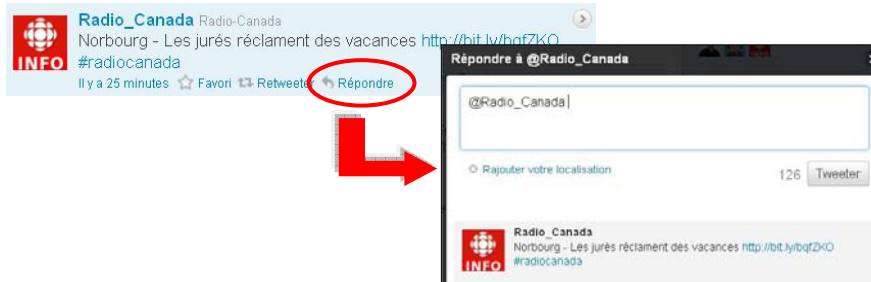 Radio_Canada Radio-Canada
Norbourg - Les jurés réclament des vacances http://bit.ly/bqfZKO
#radiocanada
INFO
Il y a 25 minutes Favori Retweeter Répondre
Répondre à @Radio_Canada
@Radio_Canada
Rajouter votre localisation
126 Tweeter
Radio_Canada
Norbourg - Les jurés réclament des vacances http://bit.ly/bqfZKO
#radiocanada
INFO